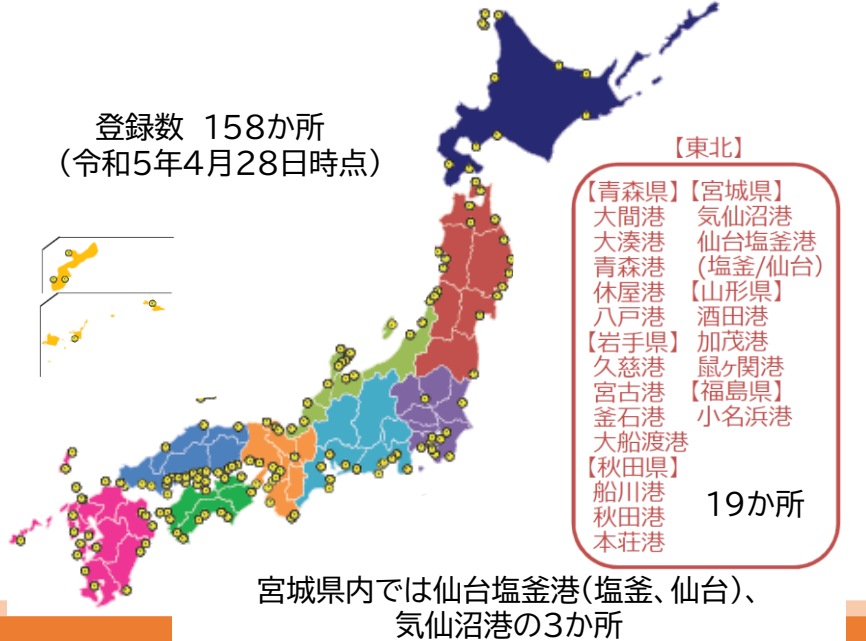 登録数 158か所
（令和5年4月28日時点）
【東北】
【青森県】
大間港
大湊港
青森港
休屋港
八戸港
【岩手県】
久慈港
宮古港
釜石港
大船渡港
【秋田県】
船川港
秋田港
本荘港
【宮城県】
気仙沼港
仙台塩釜港
(塩釜/仙台)
【山形県】
酒田港
加茂港
鼠ヶ関港
【福島県】
小名浜港
19か所
宮城県内では仙台塩釜港（塩釜、仙台）、
気仙沼港の3か所